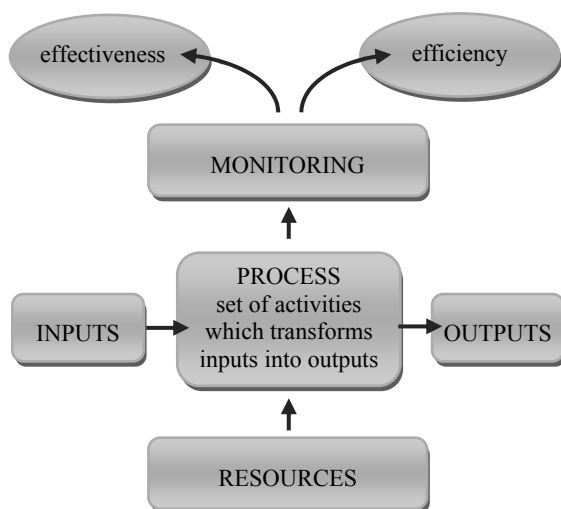 effectiveness
efficiency
MONITORING
PROCESS
set of activities
which transforms
inputs into outputs
INPUTS
OUTPUTS
RESOURCES